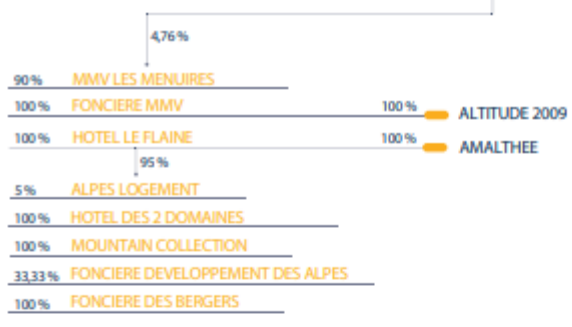 4,76 %
90 % MMV LES MENUIRES
100 % FONCIERE MMV 100 % ALTITUDE 2009
100 % HOTEL LE FLAINE 100 % AMALTHEE
95 %
5 % ALPES LOGEMENT
100 % HOTEL DES 2 DOMAINES
100 % MOUNTAIN COLLECTION
33,33 % FONCIERE DEVELOPPEMENT DES ALPES
100 % FONCIERE DES BERGERS